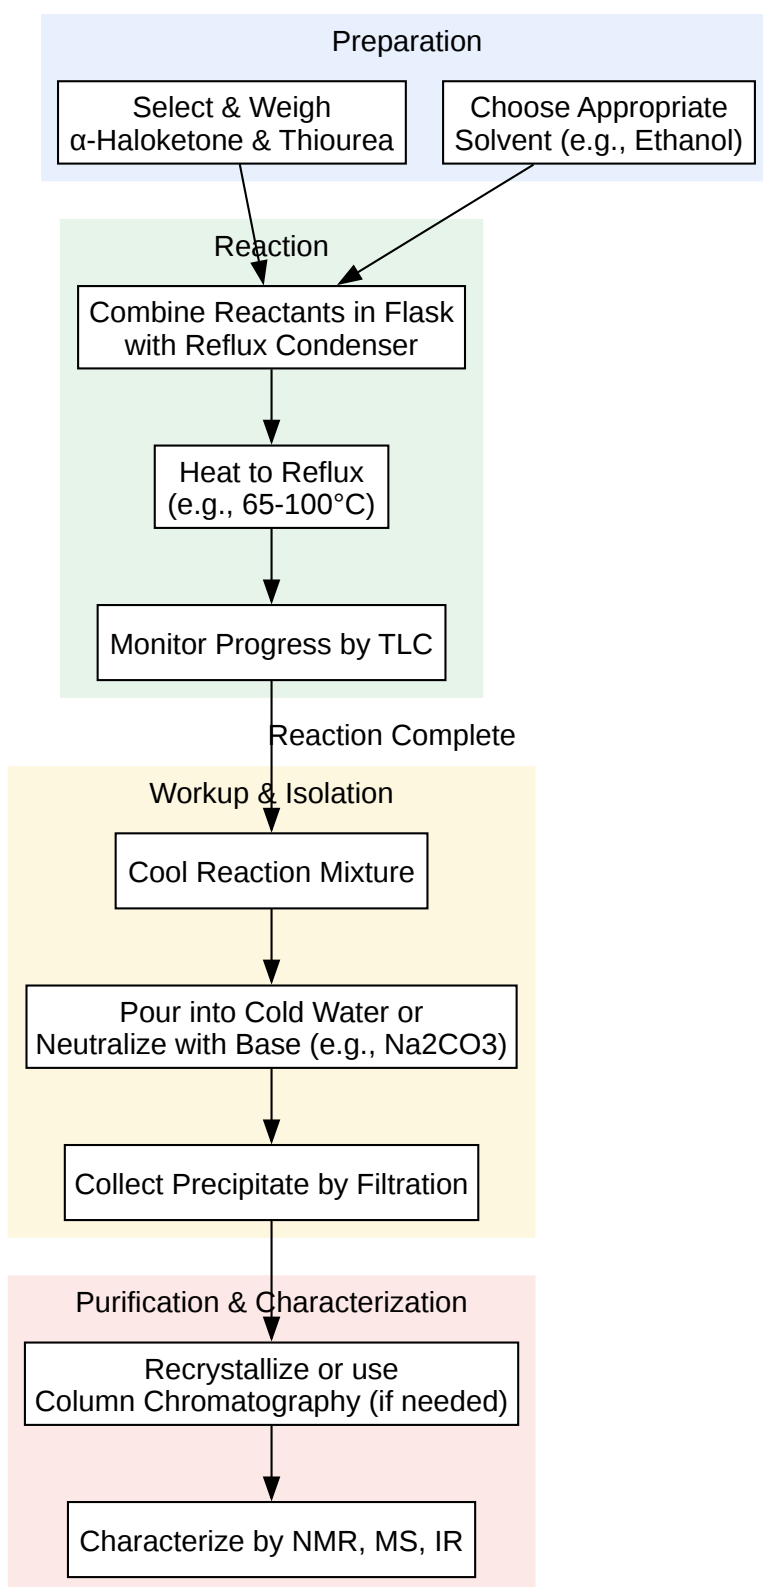 Preparation
Select & Weigh
α-Haloketone & Thiourea
Choose Appropriate
Solvent (e.g., Ethanol)
Reaction
Combine Reactants in Flask
with Reflux Condenser
Heat to Reflux
(e.g., 65-100°C)
Monitor Progress by TLC
Reaction Complete
Workup & Isolation
Cool Reaction Mixture
Pour into Cold Water or
Neutralize with Base (e.g., Na2CO3)
Collect Precipitate by Filtration
Purification & Characterization
Recrystallize or use
Column Chromatography (if needed)
Characterize by NMR, MS, IR